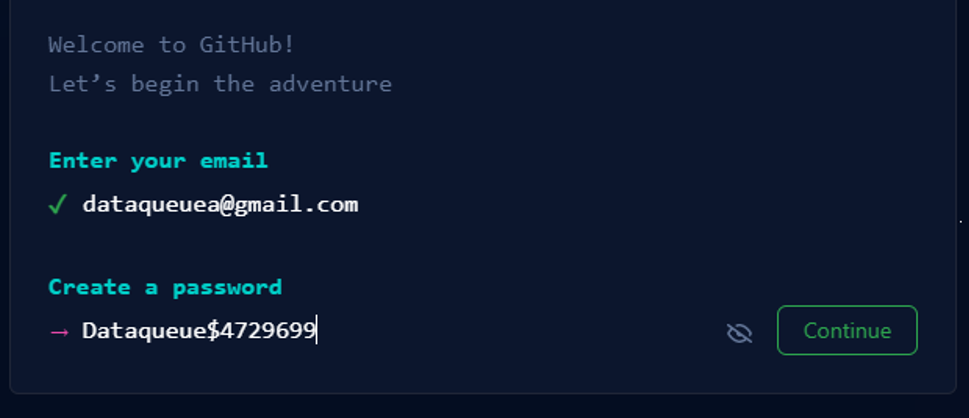 Welcome to GitHub!
Let’s begin the adventure
Enter your email
✓ dataqueuea@gmail.com
Create a password
→ Dataqueue$4729699
Continue